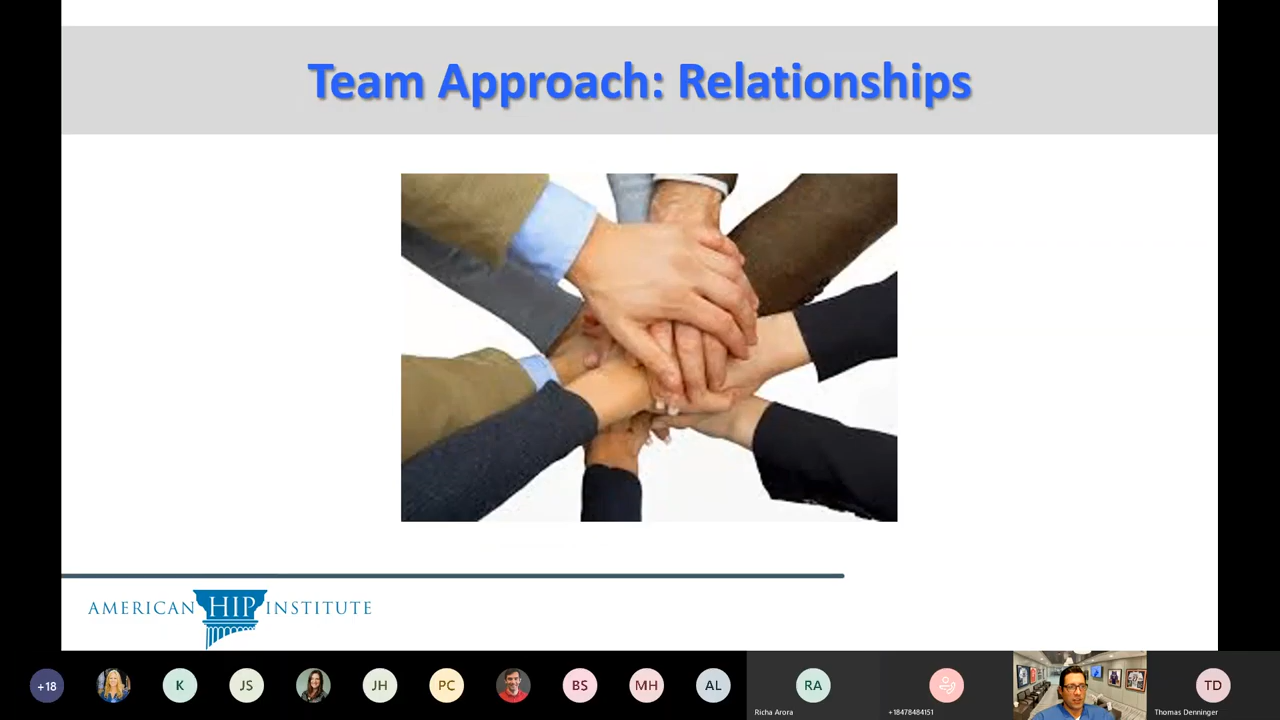 Team Approach: Relationships
AMERICAN HIP INSTITUTE
+18
K
JS
JH
PC
BS
MH
AL
RA
TD
Richa Arora
+18478484151
Thomas Denninger